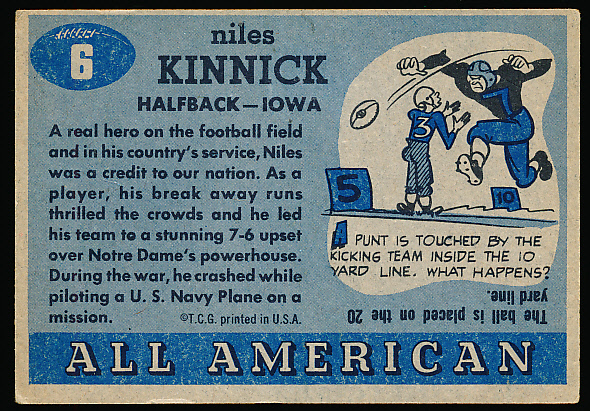 6
niles
KINNICK
HALFBACK—IOWA
A real hero on the football field
and in his country's service, Niles
was a credit to our nation. As a
player, his break away runs
thrilled the crowds and he led
his team to a stunning 7-6 upset
over Notre Dame's powerhouse.
During the war, he crashed while
piloting a U. S. Navy Plane on a
mission.
©T.C.G. printed in U.S.A.
3
5
10
PUNT IS TOUCHED BY THE
KICKING TEAM INSIDE THE 10
YARD LINE. WHAT HAPPENS?
The ball is placed on the 20
yard line.
ALL AMERICAN